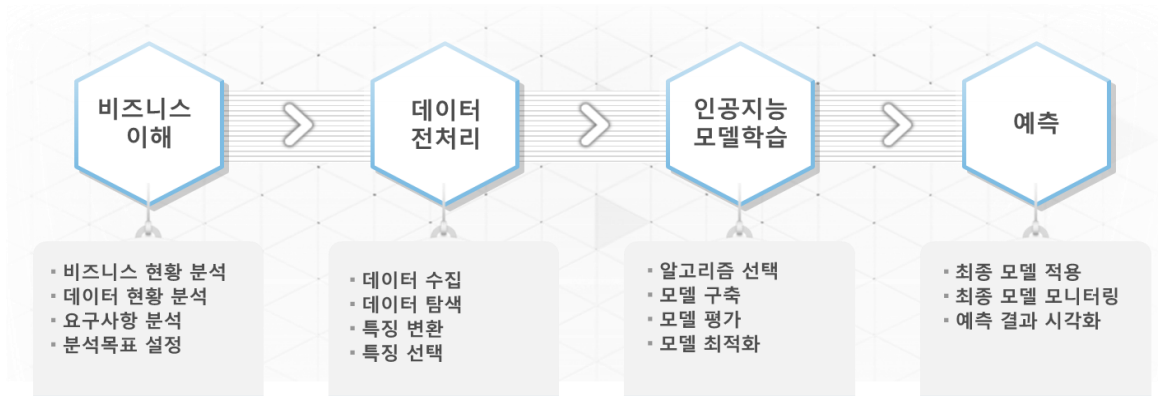 비즈니스
이해
데이터
전처리
인공지능
모델학습
예측
비즈니스 현황 분석
데이터 현황 분석
요구사항 분석
분석목표 설정
데이터 수집
데이터 탐색
특징 변환
특징 선택
알고리즘 선택
모델 구축
모델 평가
모델 최적화
최종 모델 적용
최종 모델 모니터링
예측 결과 시각화